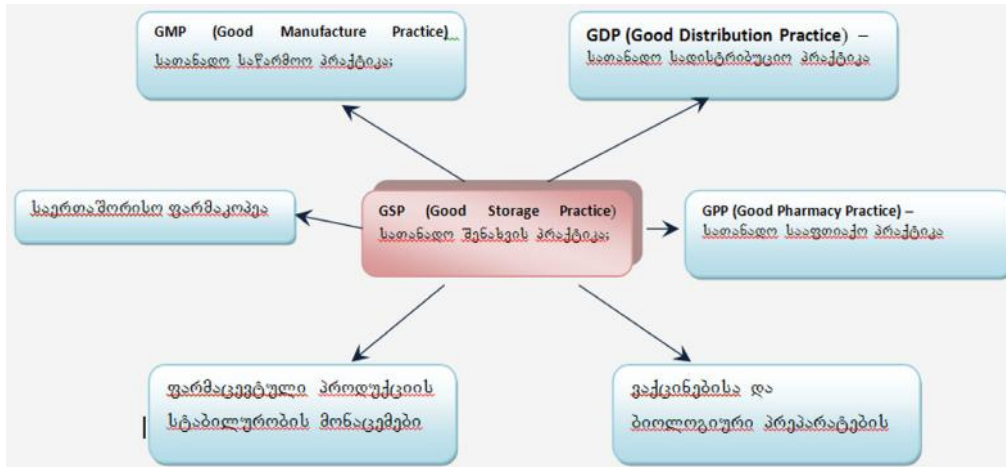 GMP (Good Manufacture Practice)
სათანადო საწარმოო პრაქტიკა;
GDP (Good Distribution Practice) –
სათანადო სადისტრიბუციო პრაქტიკა
საერთაშორისო ფარმაკოპეა
GSP (Good Storage Practice)
სათანადო შენახვის პრაქტიკა;
GPP (Good Pharmacy Practice) –
სათანადო სააფთიაქო პრაქტიკა
ფარმაცევტული პროდუქციის
სტაბილურობის მონაცემები
ვაქცინებისა და
ბიოლოგიური პრეპარატების